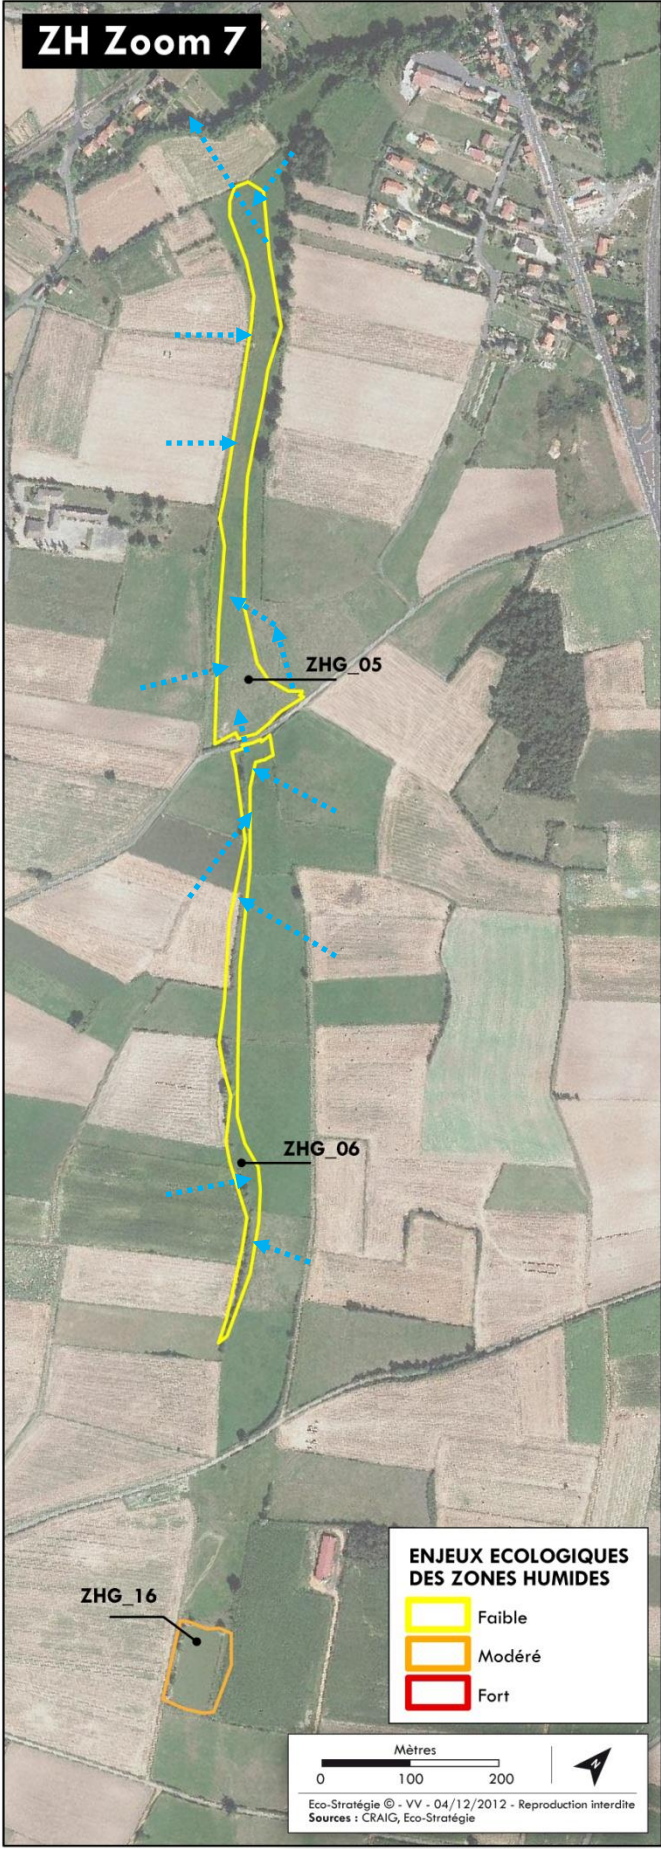 ZH Zoom 7
ZHG_05
ZHG_06
ZHG_16
ENJEUX ECOLOGIQUES
DES ZONES HUMIDES
Faible
Modéré
Fort
Mètres
0 100 200
N
Eco-Stratégie © - VV - 04/12/2012 - Reproduction interdite
Sources : CRAIG, Eco-Stratégie